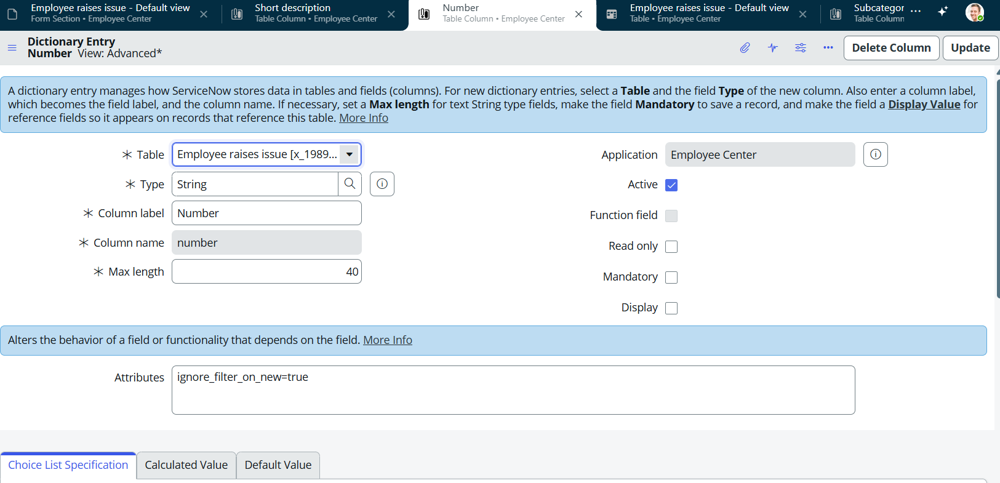 Employee raises issue - Default view
Form Section • Employee Center
Short description
Table Column • Employee Center
Number
Table Column • Employee Center
Employee raises issue - Default view
Table • Employee Center
Subcategor
Table Column
Dictionary Entry
Number View: Advanced*
Delete Column
Update
A dictionary entry manages how ServiceNow stores data in tables and fields (columns). For new dictionary entries, select a Table and the field Type of the new column. Also enter a column label,
which becomes the field label, and the column name. If necessary, set a Max length for text String type fields, make the field Mandatory to save a record, and make the field a Display Value for
reference fields so it appears on records that reference this table. More Info
Table Employee raises issue [x_1989...
Type String
Column label Number
Column name number
Max length 40
Application Employee Center
Active
Function field
Read only
Mandatory
Display
Alters the behavior of a field or functionality that depends on the field. More Info
Attributes ignore_filter_on_new=true
Choice List Specification
Calculated Value
Default Value